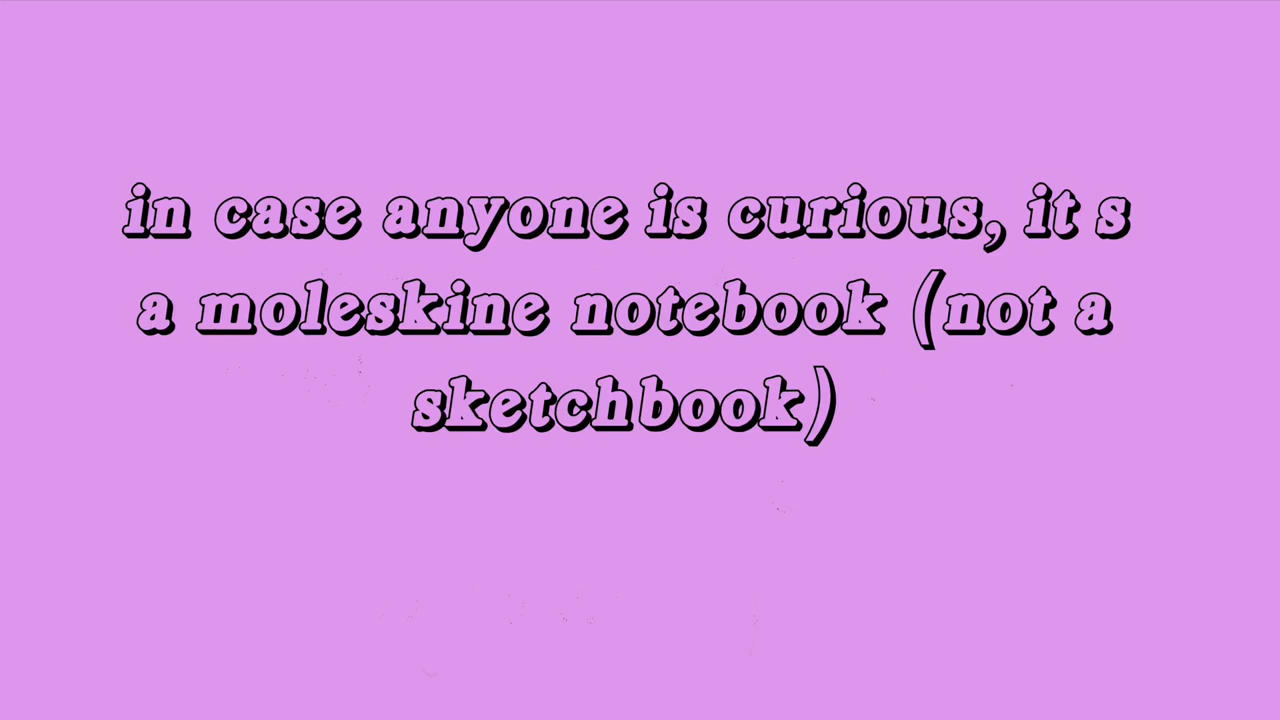 in case anyone is curious, it s
a moleskine notebook (not a
sketchbook)